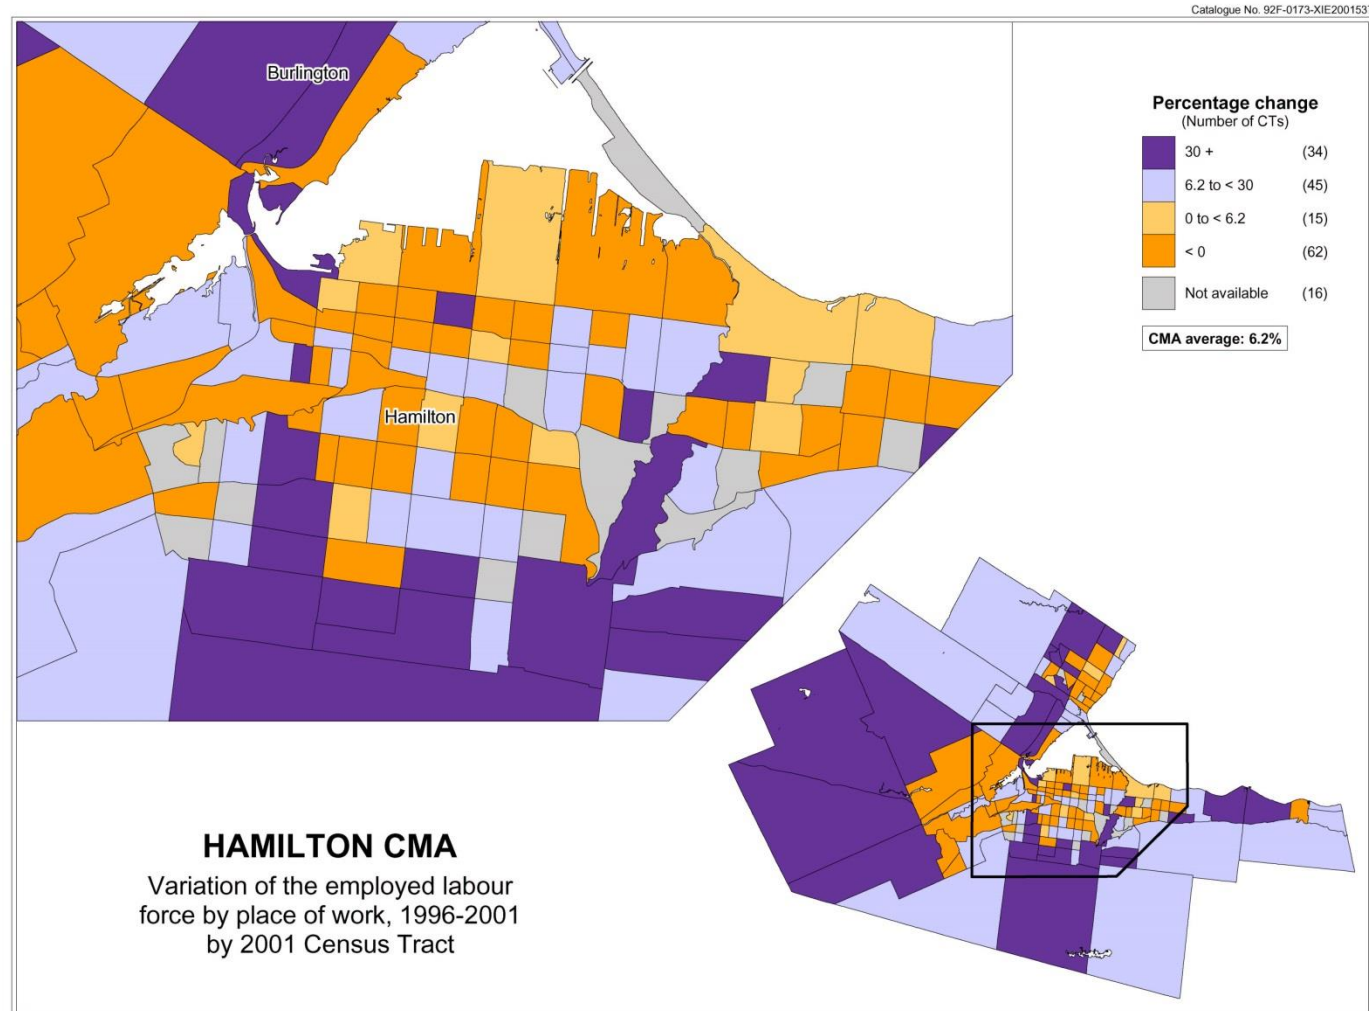 Catalogue No. 92F-0173-XIE2001537
Burlington
Percentage change
(Number of CTs)
30 + (34)
6.2 to < 30 (45)
0 to < 6.2 (15)
< 0 (62)
Not available (16)
CMA average: 6.2%
Hamilton
HAMILTON CMA
Variation of the employed labour
force by place of work, 1996-2001
by 2001 Census Tract